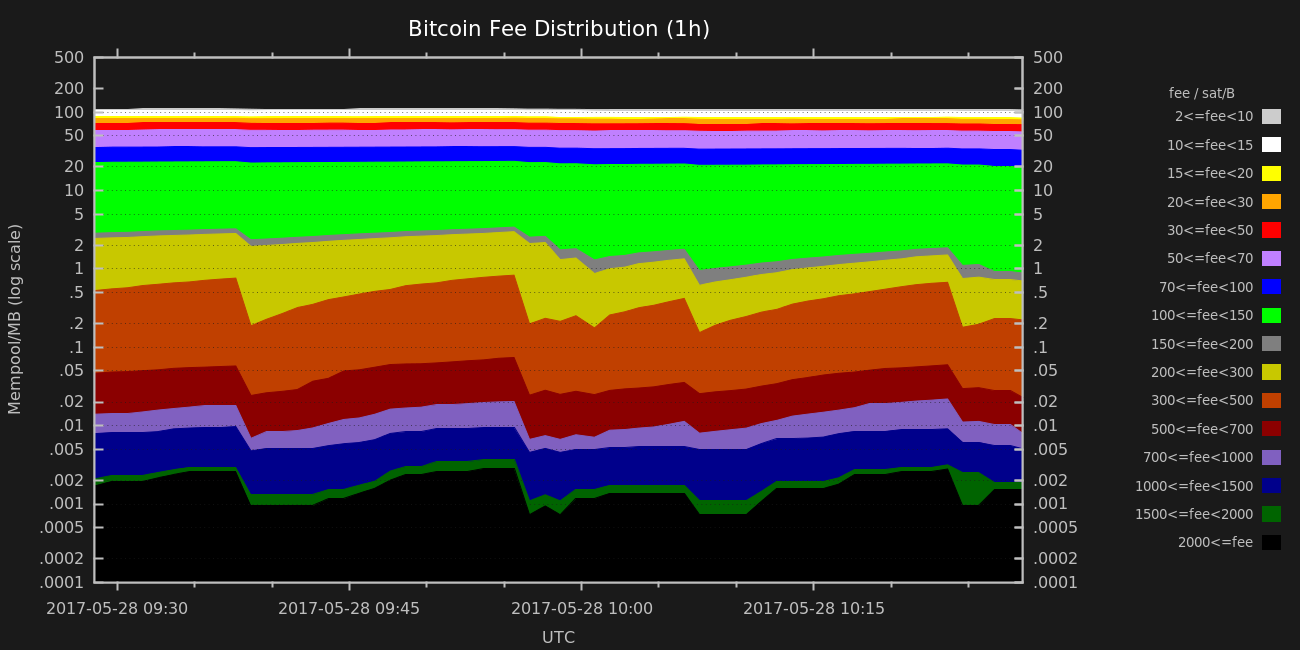 Bitcoin Fee Distribution (1h)
500
200
100
50
20
10
5
2
1
.5
.2
.1
.05
.02
.01
.005
.002
.001
.0005
.0002
.0001
Mempool/MB (log scale)
500
200
100
50
20
10
5
2
1
.5
.2
.1
.05
.02
.01
.005
.002
.001
.0005
.0002
.0001
fee / sat/B
2<=fee<10
10<=fee<15
15<=fee<20
20<=fee<30
30<=fee<50
50<=fee<70
70<=fee<100
100<=fee<150
150<=fee<200
200<=fee<300
300<=fee<500
500<=fee<700
700<=fee<1000
1000<=fee<1500
1500<=fee<2000
2000<=fee
2017-05-28 09:30 2017-05-28 09:45 2017-05-28 10:00 2017-05-28 10:15
UTC